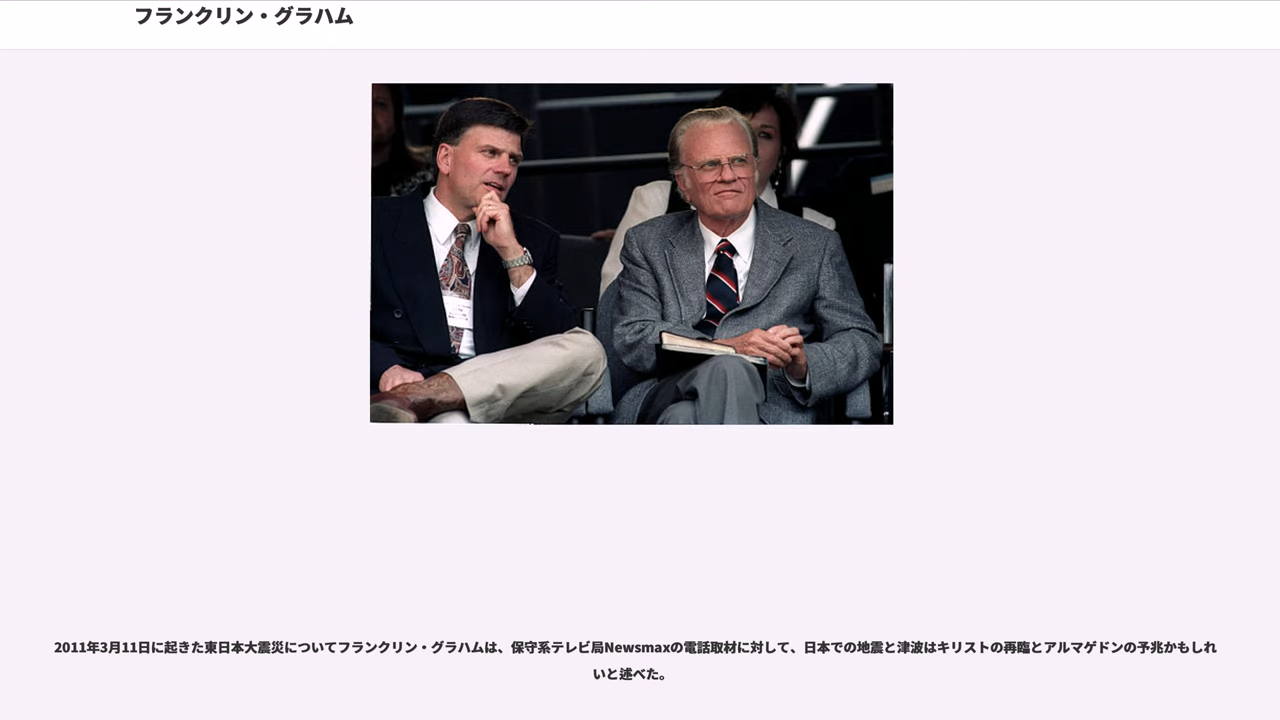 フランクリン・グラハム
2011年3月11日に起きた東日本大震災についてフランクリン・グラハムは、保守系テレビ局Newsmaxの電話取材に対して、日本での地震と津波はキリストの再臨とアルマゲドンの予兆かもしれ
いと述べた。